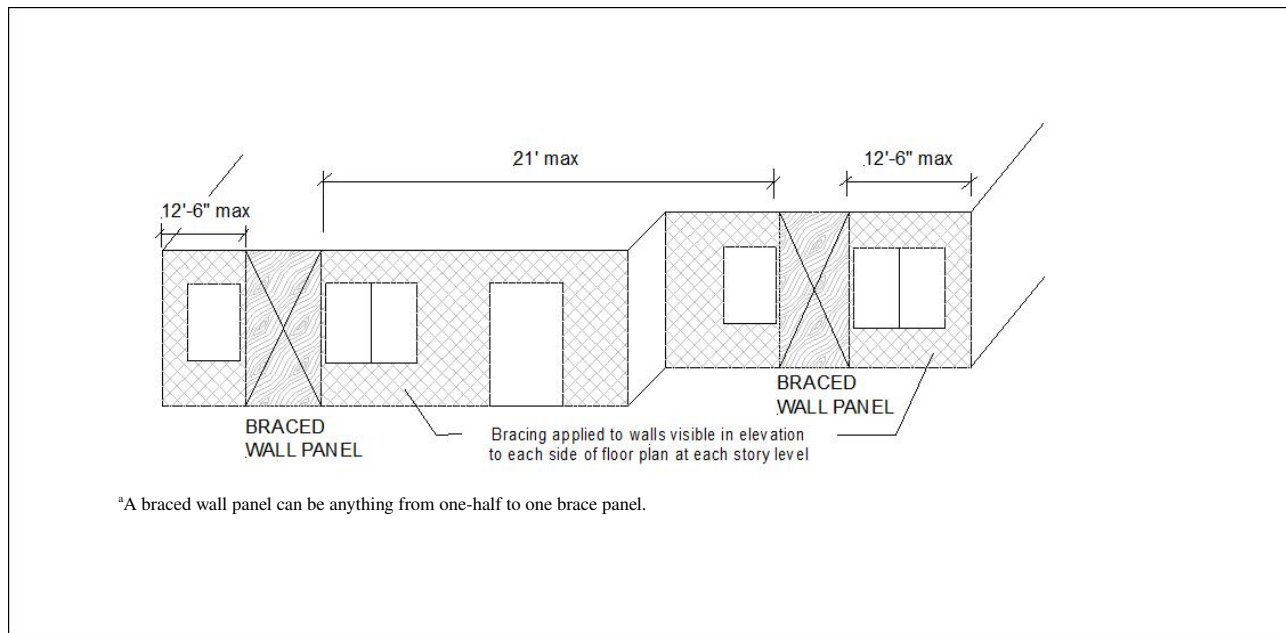 21' max
12'-6" max
12'-6" max
BRACED
WALL PANEL
BRACED
WALL PANEL
Bracing applied to walls visible in elevation
to each side of floor plan at each story level
aA braced wall panel can be anything from one-half to one brace panel.